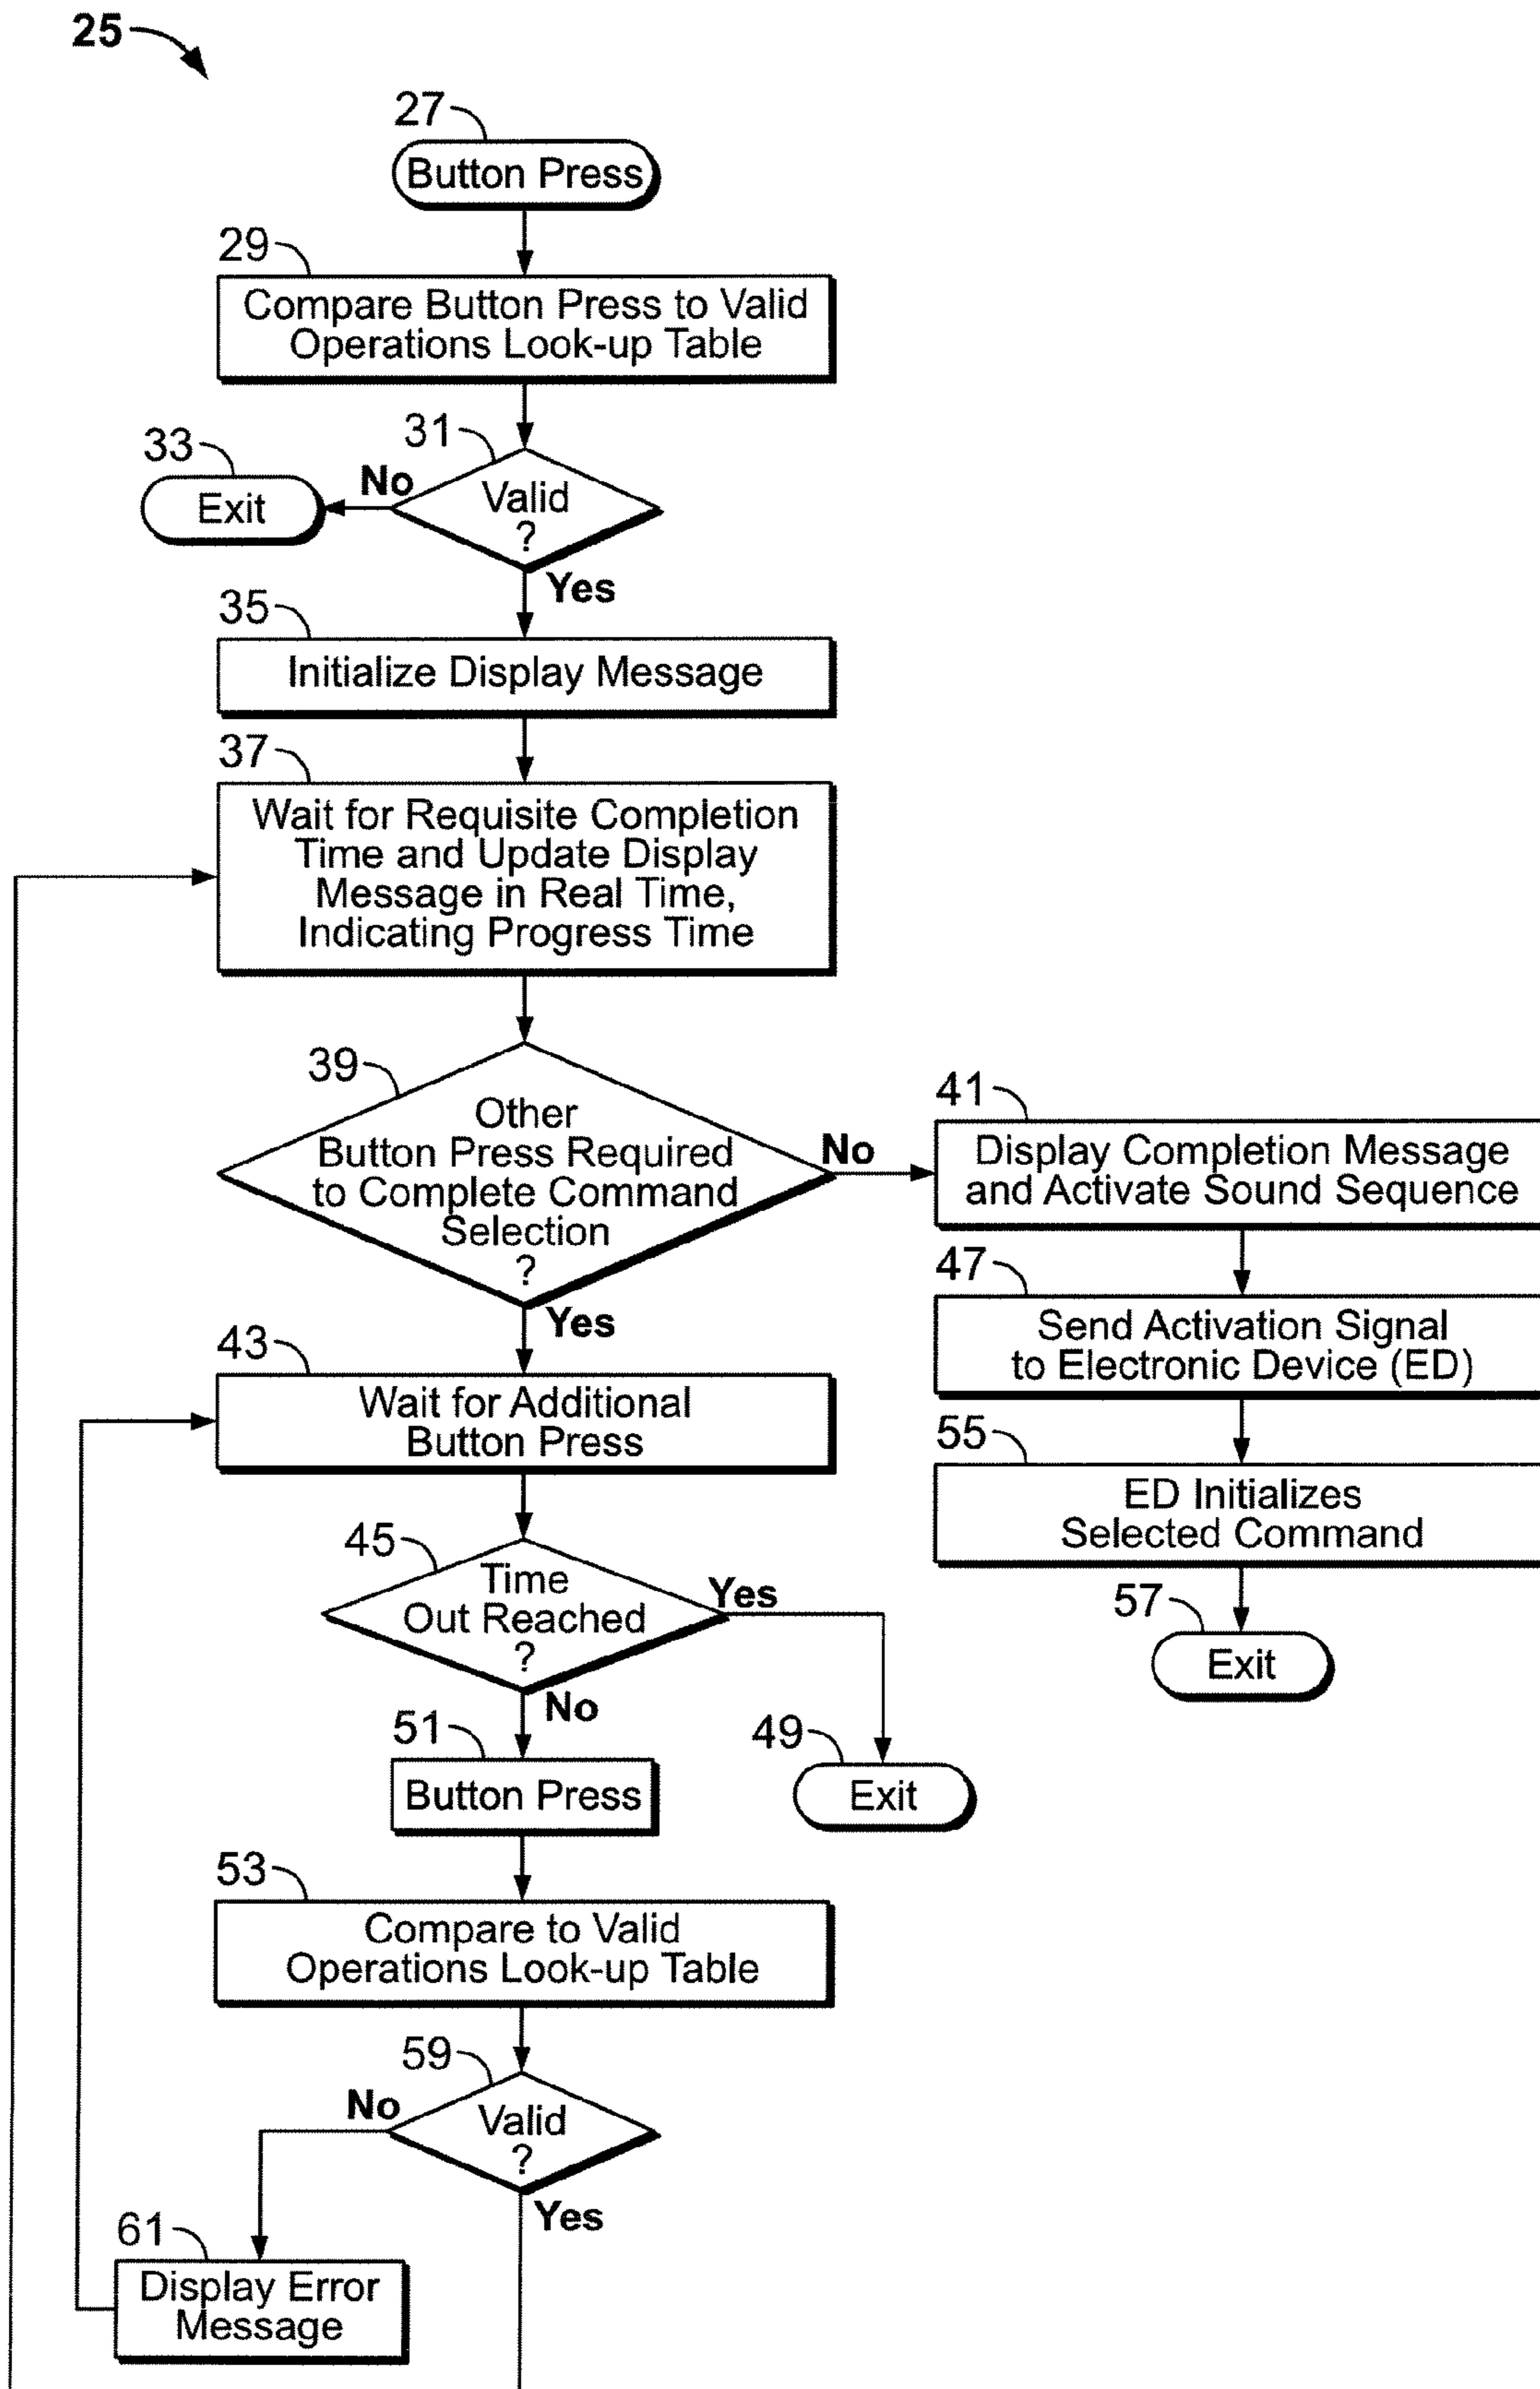 25
27
Button Press
29
Compare Button Press to Valid
Operations Look-up Table
31
33
No
Exit
Valid
?
Yes
35
Initialize Display Message
37
Wait for Requisite Completion
Time and Update Display
Message in Real Time,
Indicating Progress Time
39
Other
Button Press Required
to Complete Command
Selection
?
No
41
Display Completion Message
and Activate Sound Sequence
47
Send Activation Signal
to Electronic Device (ED)
55
ED Initializes
Selected Command
57
Exit
Yes
43
Wait for Additional
Button Press
45
Time
Out Reached
?
Yes
49
Exit
No
51
Button Press
53
Compare to Valid
Operations Look-up Table
59
No
Valid
?
Yes
61
Display Error
Message